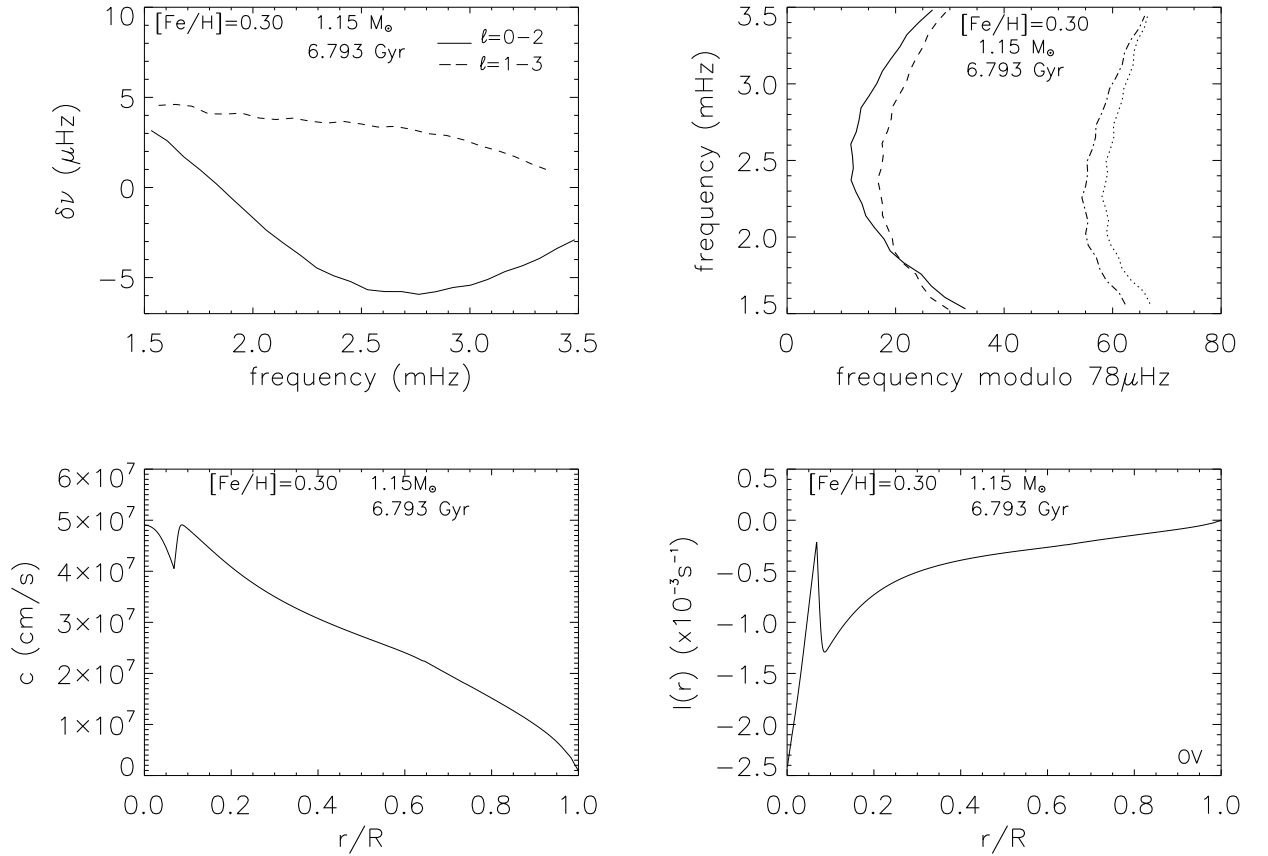 [Fe/H]=0.30 1.15 M⊙
6.793 Gyr
ℓ=0−2
ℓ=1−3
10
5
0
−5
δν (μHz)
1.5 2.0 2.5 3.0 3.5
frequency (mHz)
[Fe/H]=0.30
1.15 M⊙
6.793 Gyr
3.5
3.0
2.5
2.0
1.5
frequency (mHz)
0 20 40 60 80
frequency modulo 78μHz
[Fe/H]=0.30 1.15M⊙
6.793 Gyr
6×10⁷
5×10⁷
4×10⁷
3×10⁷
2×10⁷
1×10⁷
0
c (cm/s)
0.0 0.2 0.4 0.6 0.8 1.0
r/R
[Fe/H]=0.30 1.15 M⊙
6.793 Gyr
0.5
0.0
−0.5
−1.0
−1.5
−2.0
−2.5
I(r) (x10⁻³s⁻¹)
OV
0.0 0.2 0.4 0.6 0.8 1.0
r/R